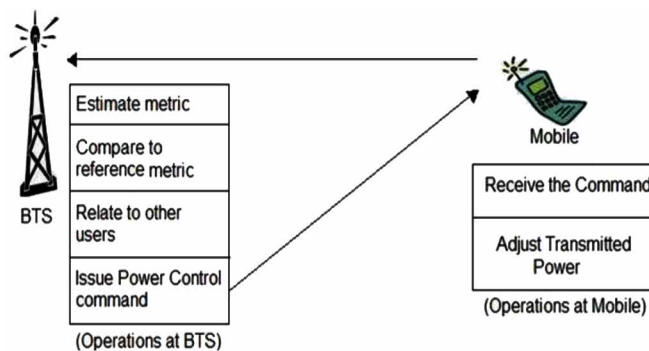 Estimate metric
Compare to
reference metric
Relate to other
users
Issue Power Control
command
BTS
(Operations at BTS)
Mobile
Receive the Command
Adjust Transmitted
Power
(Operations at Mobile)